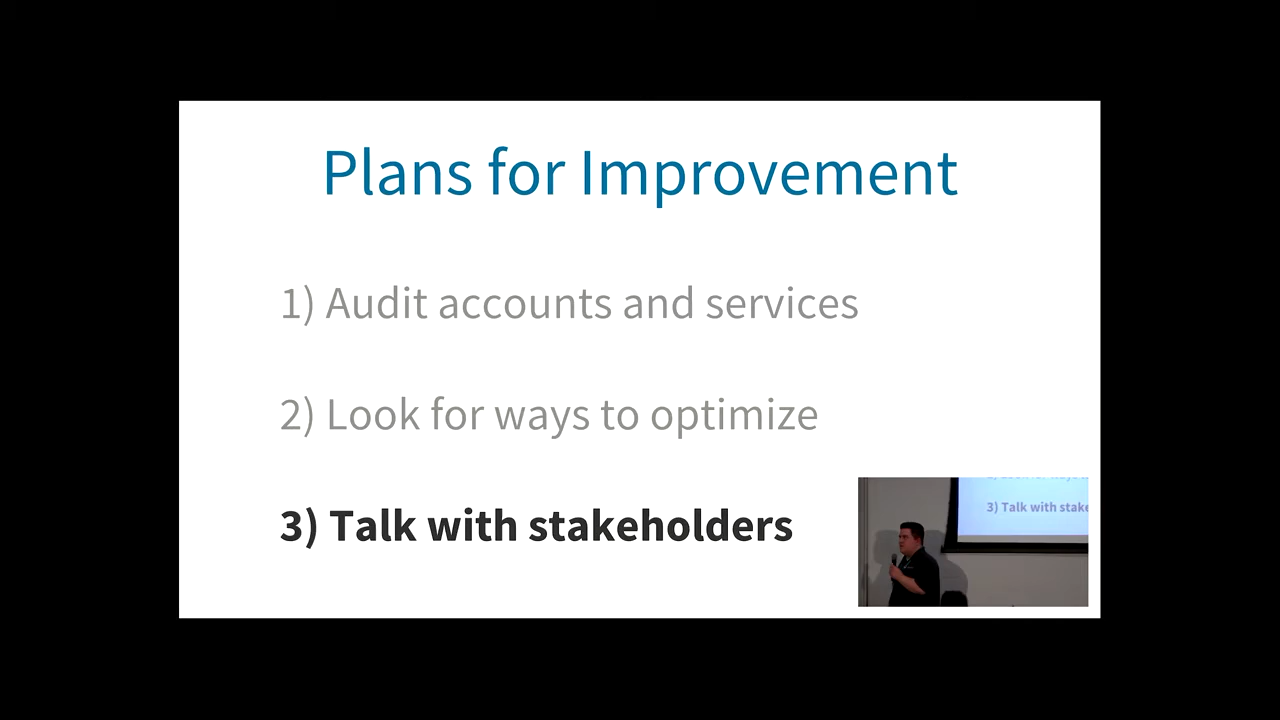 Plans for Improvement
1) Audit accounts and services
2) Look for ways to optimize
3) Talk with stakeholders
3) Talk with stake